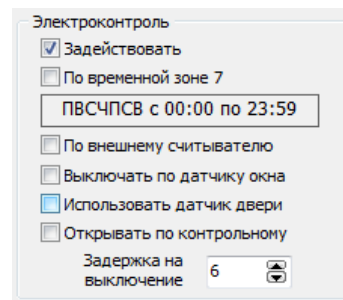 Электроконтроль
Задействовать
По временной зоне 7
ПВСЧПСВ с 00:00 по 23:59
По внешнему считывателю
Выключать по датчику окна
Использовать датчик двери
Открывать по контрольному
Задержка на
выключение
6